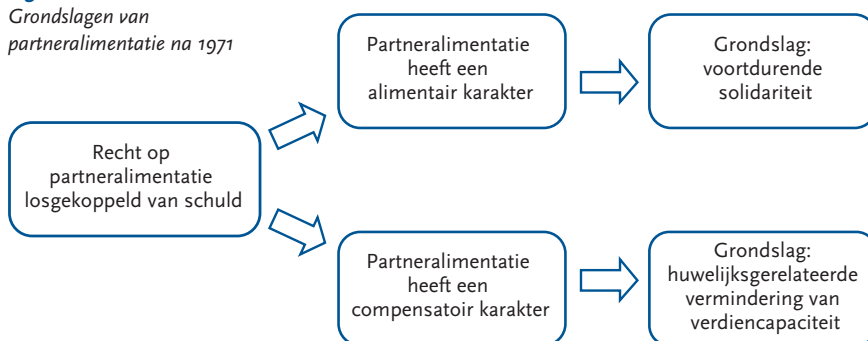 Grondslagen van
partneralimentatie na 1971
Recht op
partneralimentatie
losgekoppeld van schuld
Partneralimentatie
heeft een
alimentair karakter
Grondslag:
voortdurende
solidariteit
Partneralimentatie
heeft een
compensatoir karakter
Grondslag:
huwelijksgerelateerde
vermindering van
verdiencapaciteit